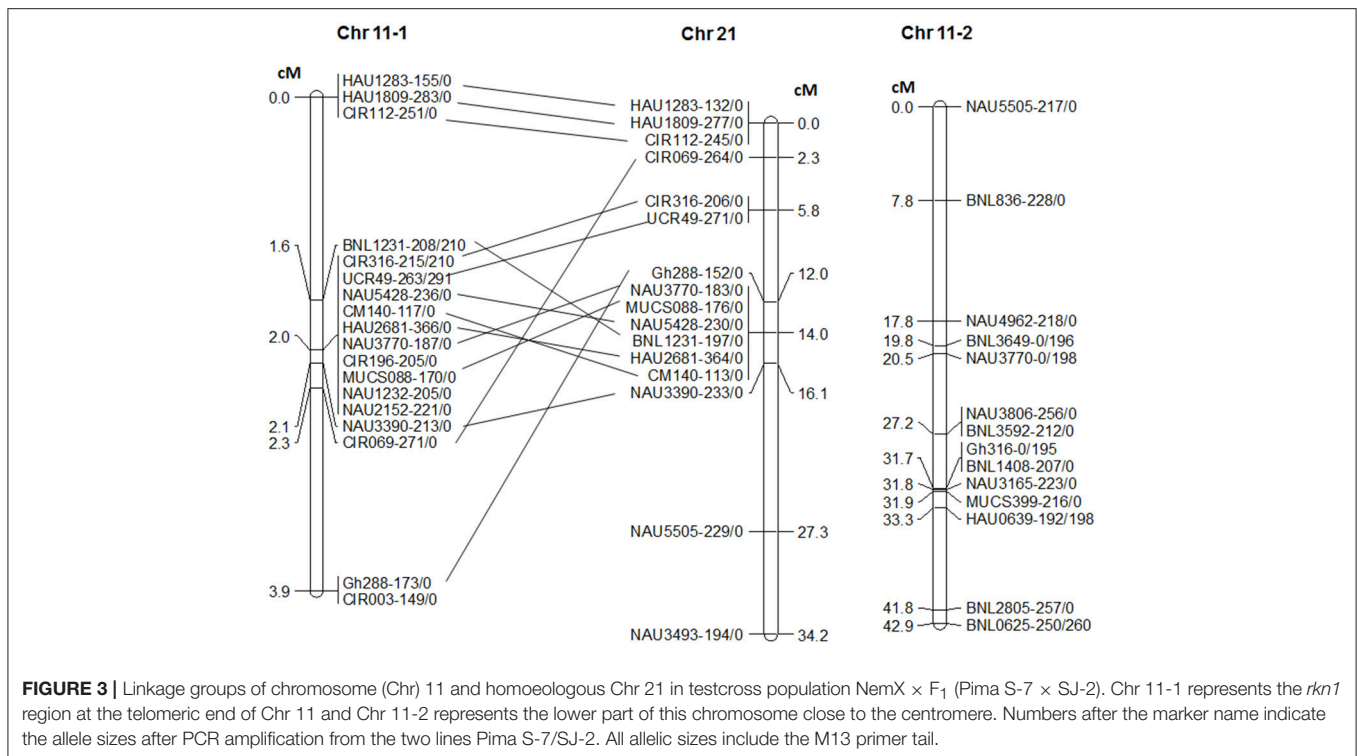 Chr 11-1
Chr 21
Chr 11-2
cM
HAU1283-155/0
0.0
HAU1809-283/0
CIR112-251/0
1.6
BNL1231-208/210
CIR316-215/210
UCR49-263/291
NAU5428-236/0
CM140-117/0
2.0
HAU2681-366/0
NAU3770-187/0
CIR196-205/0
MUCS088-170/0
NAU1232-205/0
NAU2152-221/0
2.1
NAU3390-213/0
2.3
CIR069-271/0
3.9
Gh288-173/0
CIR003-149/0
cM
HAU1283-132/0
HAU1809-277/0
0.0
CIR112-245/0
CIR069-264/0
2.3
CIR316-206/0
5.8
UCR49-271/0
Gh288-152/0
12.0
NAU3770-183/0
MUCS088-176/0
NAU5428-230/0
14.0
BNL1231-197/0
HAU2681-364/0
CM140-113/0
NAU3390-233/0
16.1
NAU5505-229/0
27.3
NAU3493-194/0
34.2
cM
0.0
NAU5505-217/0
7.8
BNL836-228/0
17.8
NAU4962-218/0
19.8
BNL3649-0/196
20.5
NAU3770-0/198
27.2
NAU3806-256/0
BNL3592-212/0
31.7
Gh316-0/195
BNL1408-207/0
31.8
NAU3165-223/0
31.9
MUCS399-216/0
33.3
HAU0639-192/198
41.8
BNL2805-257/0
42.9
BNL0625-250/260
FIGURE 3 | Linkage groups of chromosome (Chr) 11 and homoeologous Chr 21 in testcross population NemX × F1 (Pima S-7 × SJ-2). Chr 11-1 represents the rkn1
region at the telomeric end of Chr 11 and Chr 11-2 represents the lower part of this chromosome close to the centromere. Numbers after the marker name indicate
the allele sizes after PCR amplification from the two lines Pima S-7/SJ-2. All allelic sizes include the M13 primer tail.